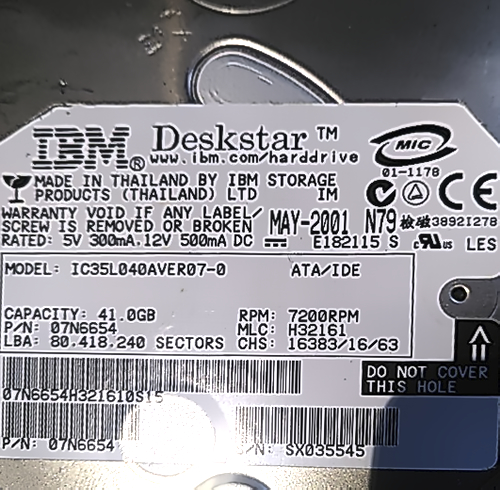 IBM® Deskstar™
www.ibm.com/harddrive
MIC
01-1178
MADE IN THAILAND BY IBM STORAGE
PRODUCTS (THAILAND) LTD IM
CE
WARRANTY VOID IF ANY LABEL/
SCREW IS REMOVED OR BROKEN
RATED: 5V 300mA.12V 500mA DC
MAY-2001 N79
3892I278
E182115 S
LES
MODEL: IC35L040AVER07-0 ATA/IDE
CAPACITY: 41.0GB RPM: 7200RPM
P/N: 07N6654 MLC: H32161
LBA: 80.418.240 SECTORS CHS: 16383/16/63
DO NOT COVER
THIS HOLE
07N6654H321610S15
P/N: 07N6654 /N: SX035545